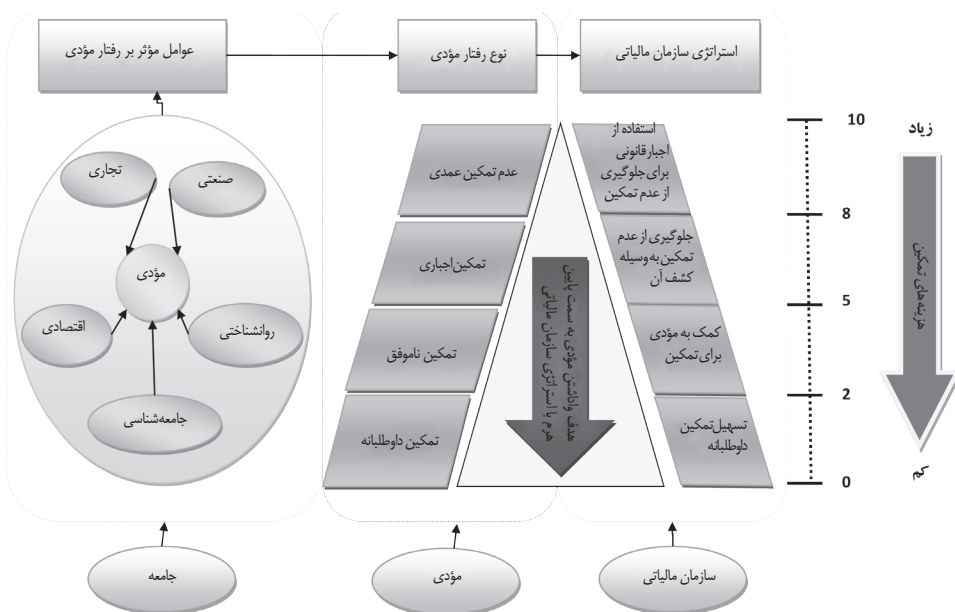 استراتژی سازمان مالیاتی
نوع رفتار مؤدی
عوامل مؤثر بر رفتار مؤدی
زیاد
هزینه‌های تمکین
کم
10
8
5
2
0
استفاده از
اجبار قانونی
برای جلوگیری
از عدم تمکین
جلوگیری از عدم
تمکین به وسیله
کشف آن
کمک به مؤدی
برای تمکین
تسهیل تمکین
داوطلبانه
هدف واداشتن مؤدی به سمت پایین
هرم با استراتژی سازمان مالیاتی
عدم تمکین عمدی
تمکین اجباری
تمکین ناموفق
تمکین داوطلبانه
صنعتی
تجاری
مؤدی
روانشناختی
اقتصادی
جامعه‌شناسی
سازمان مالیاتی
مؤدی
جامعه